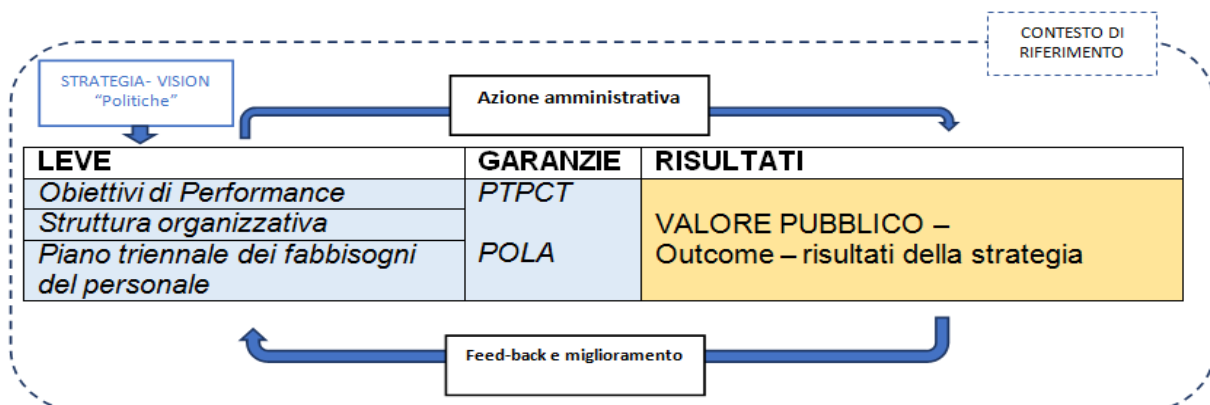 CONTESTO DI
RIFERIMENTO
STRATEGIA- VISION
“Politiche”
Azione amministrativa
LEVE GARANZIE RISULTATI
Obiettivi di Performance PTPCT
Struttura organizzativa
VALORE PUBBLICO –
Piano triennale dei fabbisogni POLA Outcome – risultati della strategia
del personale
Feed-back e miglioramento